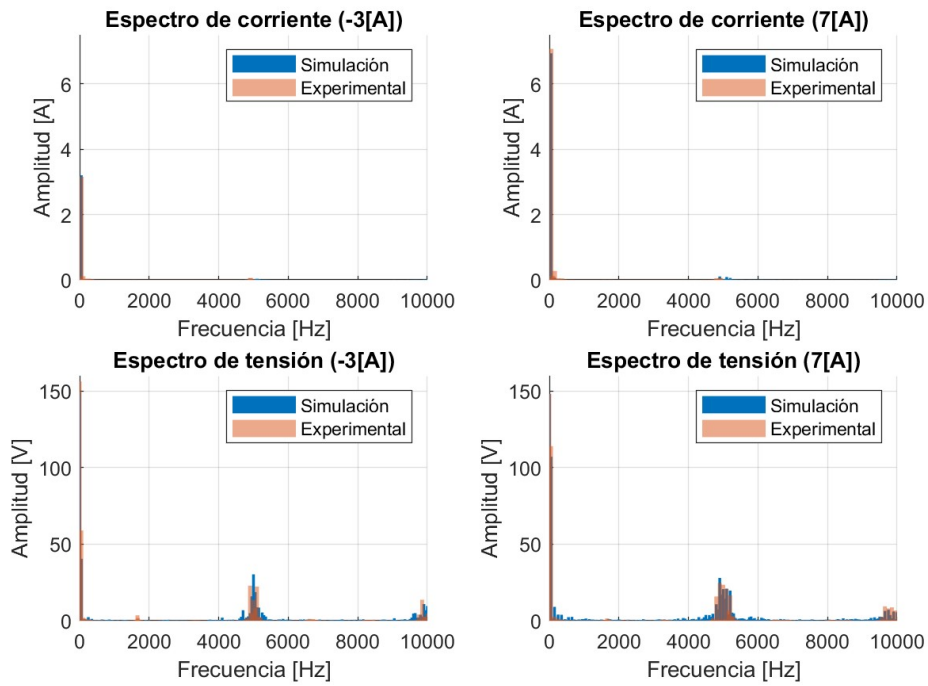 Espectro de corriente (-3[A])
Amplitud [A]
6
4
2
0
Simulación
Experimental
0 2000 4000 6000 8000 10000
Frecuencia [Hz]
Espectro de corriente (7[A])
Amplitud [A]
6
4
2
0
Simulación
Experimental
0 2000 4000 6000 8000 10000
Frecuencia [Hz]
Espectro de tensión (-3[A])
Amplitud [V]
150
100
50
0
Simulación
Experimental
0 2000 4000 6000 8000 10000
Frecuencia [Hz]
Espectro de tensión (7[A])
Amplitud [V]
150
100
50
0
Simulación
Experimental
0 2000 4000 6000 8000 10000
Frecuencia [Hz]